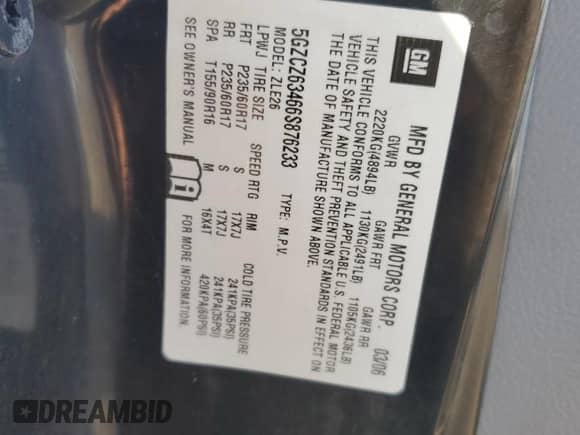 GM
MFD BY GENERAL MOTORS CORP. 03/06
GVWR GAWR FRT GAWR RR
2220KG(4894LB) 1130KG(2491LB) 1105KG(2436LB)
THIS VEHICLE CONFORMS TO ALL APPLICABLE U.S. FEDERAL MOTOR
VEHICLE SAFETY AND THEFT PREVENTION STANDARDS IN EFFECT ON
THE DATE OF MANUFACTURE SHOWN ABOVE.
5GZCZ63466S876233 TYPE: M.P.V.
MODEL: ZLE26
LPWJ TIRE SIZE SPEED RTG RIM COLD TIRE PRESSURE
FRT P235/60R17 S 17X7J 241KPA(35PSI)
RR P235/60R17 S 17X7J 241KPA(35PSI)
SPA T155/90R16 M 16X4T 420KPA(60PSI)
SEE OWNER'S MANUAL i FOR MORE INFORMATION.
DREAMBID